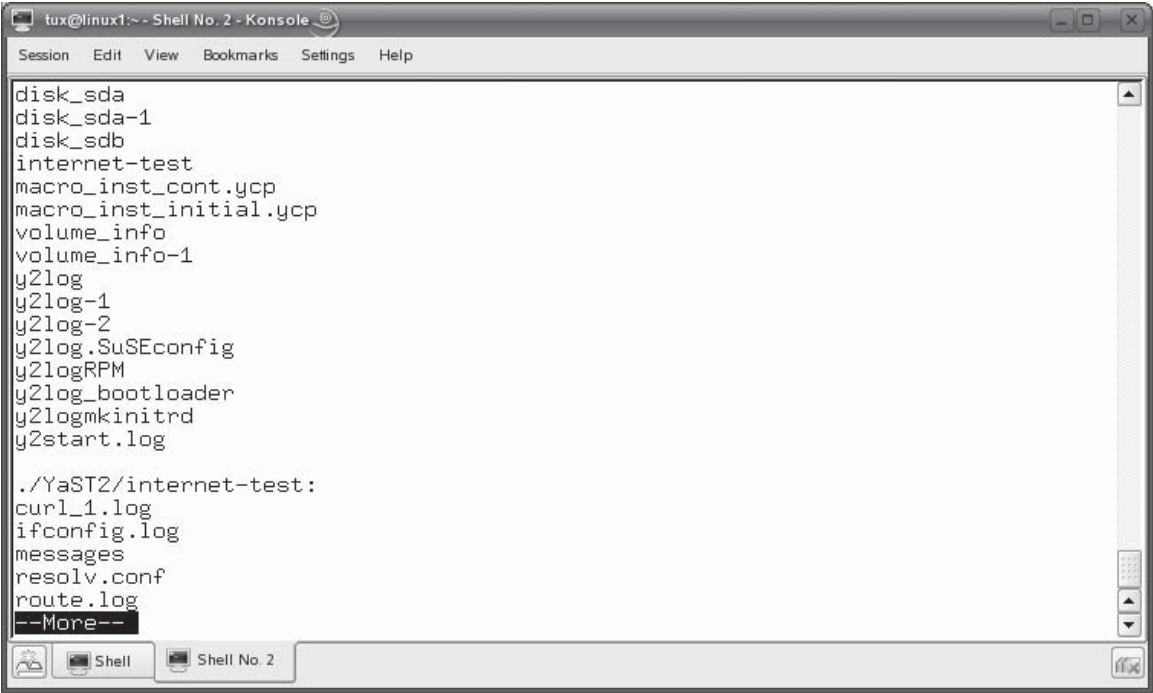 tux@linux1:~ - Shell No. 2 - Konsole
Session Edit View Bookmarks Settings Help
disk_sda
disk_sda-1
disk_sdb
internet-test
macro_inst_cont.ycp
macro_inst_initial.ycp
volume_info
volume_info-1
y2log
y2log-1
y2log-2
y2log.SuSEconfig
y2logRPM
y2log_bootloader
y2logmkinitrd
y2start.log
./YaST2/internet-test:
curl_1.log
ifconfig.log
messages
resolv.conf
route.log
--More--
Shell Shell No. 2